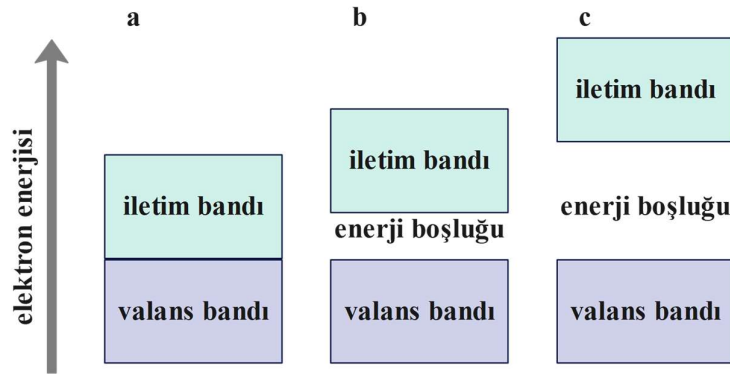 a
b
c
elektron enerjisi
iletim bandı
valans bandı
iletim bandı
enerji boşluğu
valans bandı
iletim bandı
enerji boşluğu
valans bandı